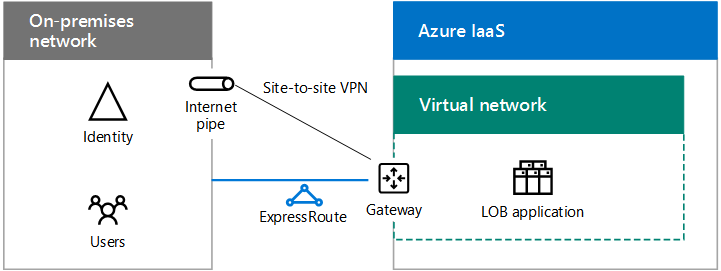 On-premises
network
Azure IaaS
Site-to-site VPN
Internet
pipe
Virtual network
Identity
ExpressRoute
Gateway
LOB application
Users